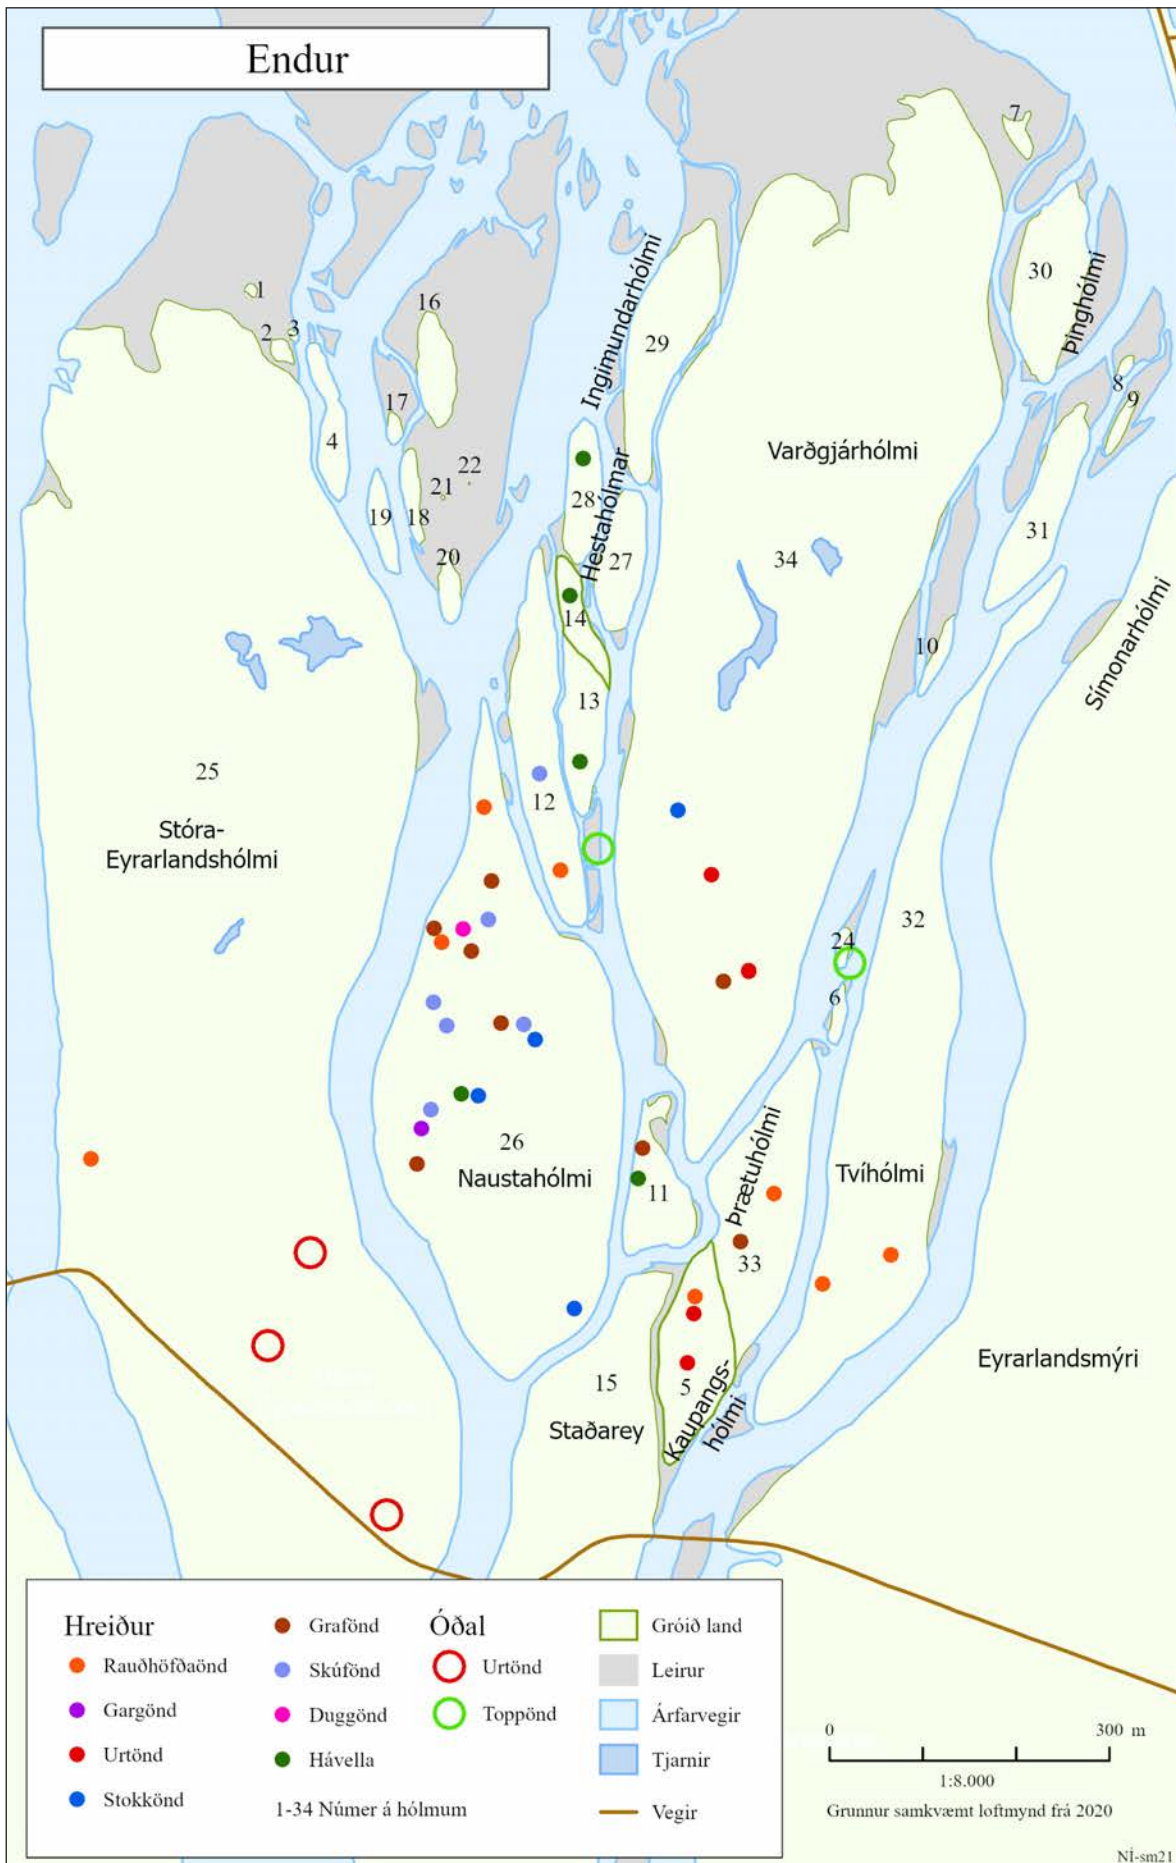 Endur
7
30
Þinghólmi
1
2
3
16
Ingimundarhólmi
29
8
9
17
4
Varðgjárhólmi
22
21
19
18
28
Hestahólmar
31
20
27
34
14
10
Símonarhólmi
13
25
12
Stóra-
Eyrarlandshólmi
32
24
6
26
Naustahólmi
11
Þrætuhólmi
Tvíhólmi
33
15
5
Staðarey
Kaupangs-
hólmi
Eyrarlandsmýri
Hreiður
Rauðhöfðaönd
Gargönd
Urtönd
Stokkönd
Grafönd
Skúfönd
Duggönd
Hávella
1-34 Númer á hólmum
Óðal
Urtönd
Toppönd
Gróið land
Leirur
Árfarvegir
Tjarnir
Vegir
0 300 m
1:8.000
Grunnur samkvæmt loftmynd frá 2020
NÍ-sm21